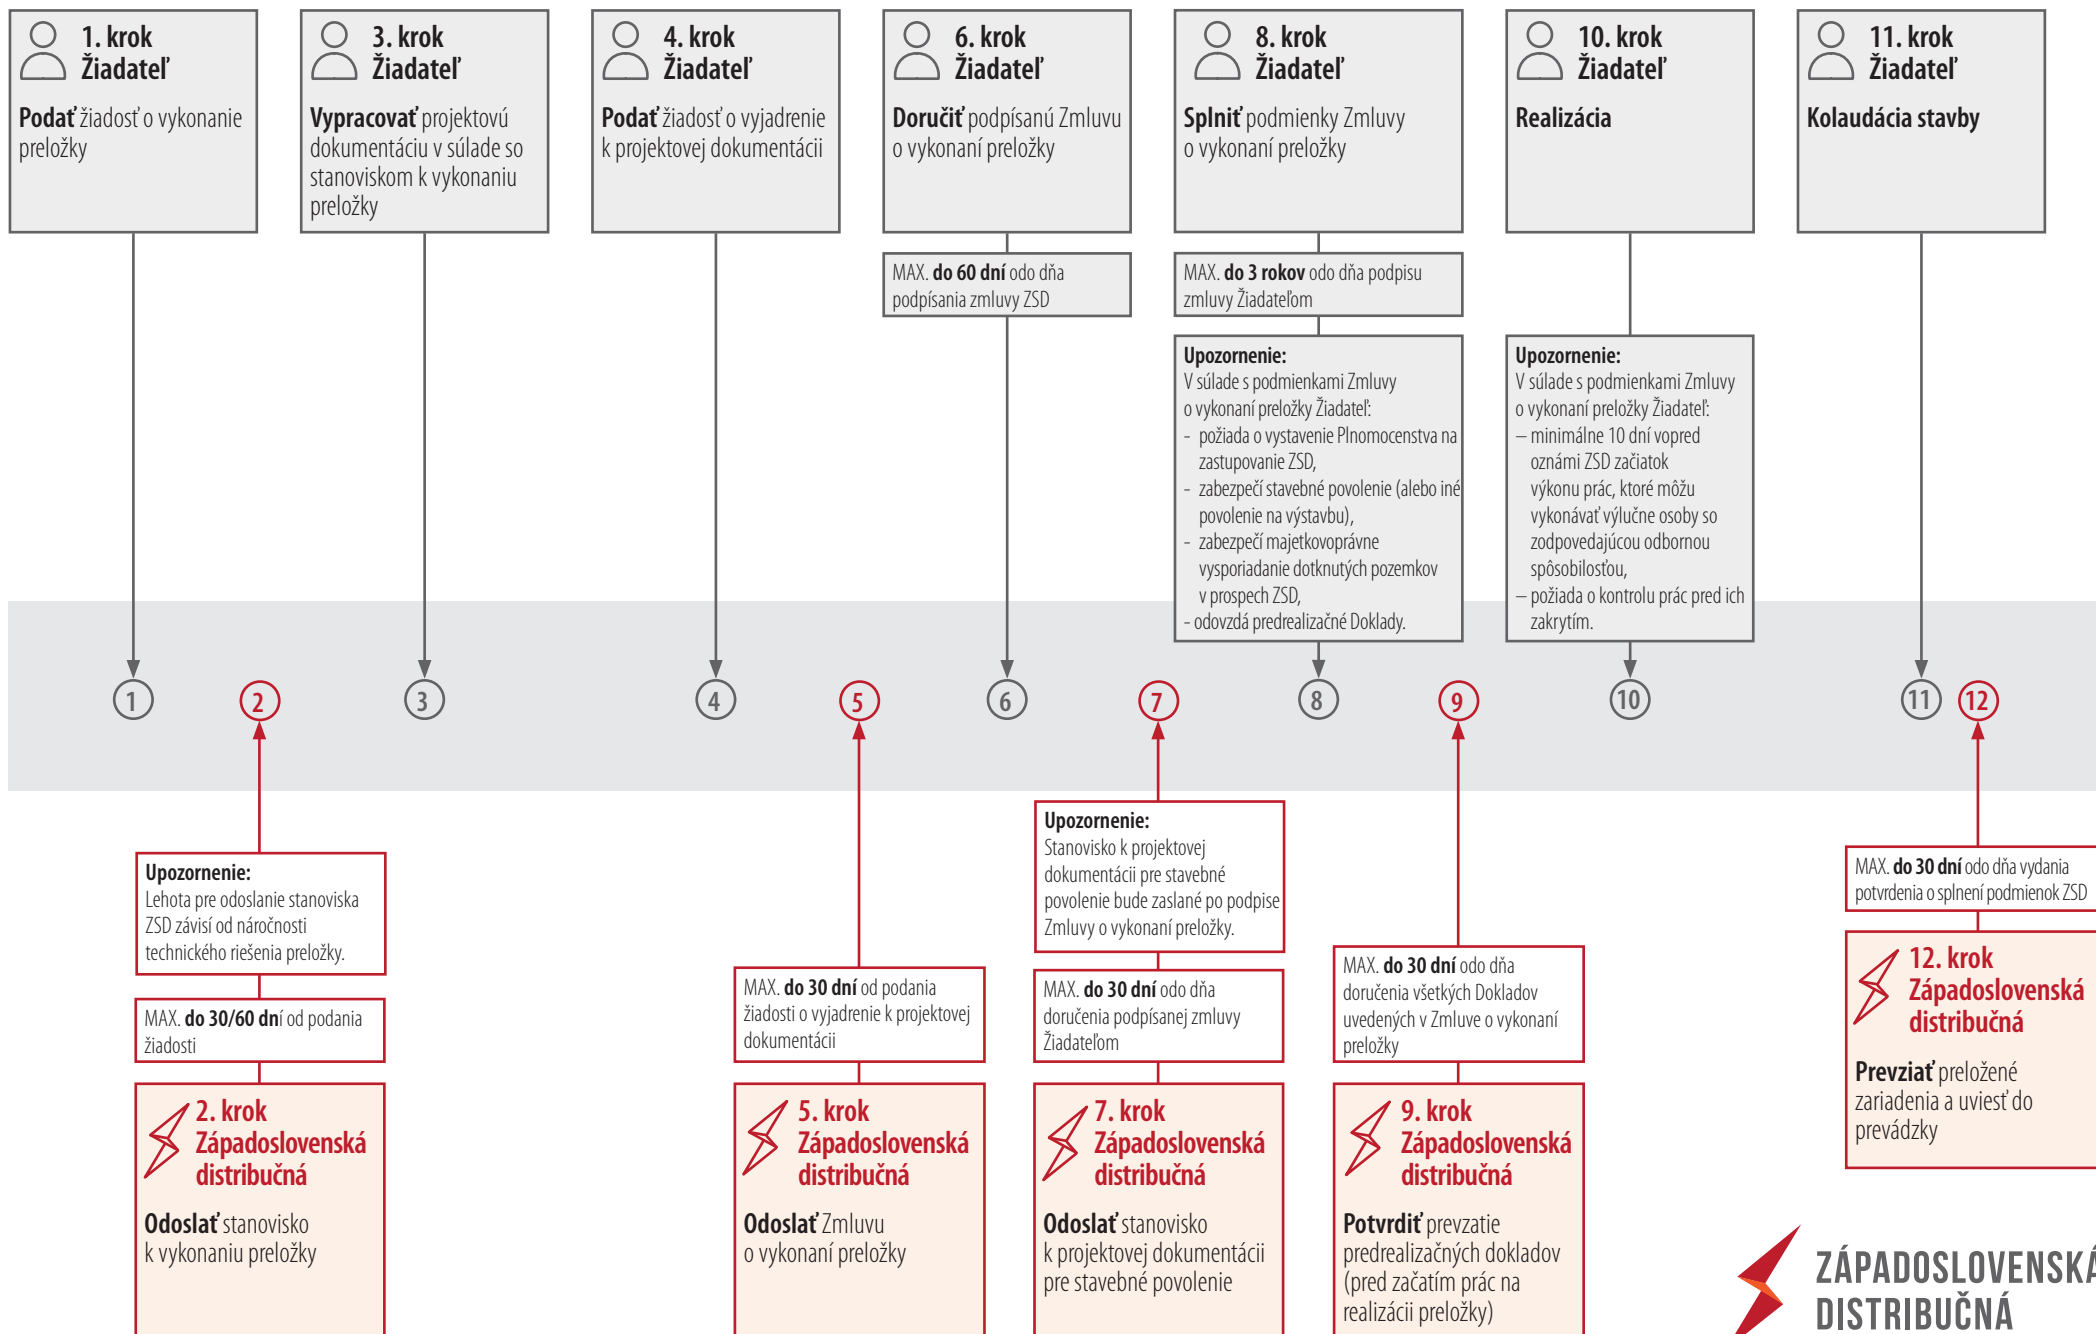 1. krok
Žiadateľ
Podať žiadosť o vykonanie
preložky
3. krok
Žiadateľ
Vypracovať projektovú
dokumentáciu v súlade so
stanoviskom k vykonaniu
preložky
4. krok
Žiadateľ
Podať žiadosť o vyjadrenie
k projektovej dokumentácii
6. krok
Žiadateľ
Doručiť podpísanú Zmluvu
o vykonaní preložky
MAX. do 60 dní odo dňa
podpísania zmluvy ZSD
8. krok
Žiadateľ
Splniť podmienky Zmluvy
o vykonaní preložky
MAX. do 3 rokov odo dňa podpisu
zmluvy Žiadateľom
Upozornenie:
V súlade s podmienkami Zmluvy
o vykonaní preložky Žiadateľ:
- požiada o vystavenie Plnomocenstva na
zastupovanie ZSD,
- zabezpečí stavebné povolenie (alebo iné
povolenie na výstavbu),
- zabezpečí majetkovoprávne
vysporiadanie dotknutých pozemkov
v prospech ZSD,
- odovzdá predrealizačné Doklady.
10. krok
Žiadateľ
Realizácia
Upozornenie:
V súlade s podmienkami Zmluvy
o vykonaní preložky Žiadateľ:
– minimálne 10 dní vopred
oznámi ZSD začiatok
výkonu prác, ktoré môžu
vykonávať výlučne osoby so
zodpovedajúcou odbornou
spôsobilosťou,
– požiada o kontrolu prác pred ich
zakrytím.
11. krok
Žiadateľ
Kolaudácia stavby
1
2
3
4
5
6
7
8
9
10
11
12
Upozornenie:
Lehota pre odoslanie stanoviska
ZSD závisí od náročnosti
technického riešenia preložky.
MAX. do 30/60 dní od podania
žiadosti
2. krok
Západoslovenská
distribučná
Odoslať stanovisko
k vykonaniu preložky
MAX. do 30 dní od podania
žiadosti o vyjadrenie k projektovej
dokumentácii
5. krok
Západoslovenská
distribučná
Odoslať Zmluvu
o vykonaní preložky
Upozornenie:
Stanovisko k projektovej
dokumentácii pre stavebné
povolenie bude zaslané po podpise
Zmluvy o vykonaní preložky.
MAX. do 30 dní odo dňa
doručenia podpísanej zmluvy
Žiadateľom
7. krok
Západoslovenská
distribučná
Odoslať stanovisko
k projektovej dokumentácii
pre stavebné povolenie
MAX. do 30 dní odo dňa
doručenia všetkých Dokladov
uvedených v Zmluve o vykonaní
preložky
9. krok
Západoslovenská
distribučná
Potvrdiť prevzatie
predrealizačných dokladov
(pred začatím prác na
realizácii preložky)
MAX. do 30 dní odo dňa vydania
potvrdenia o splnení podmienok ZSD
12. krok
Západoslovenská
distribučná
Prevziať preložené
zariadenia a uviesť do
prevádzky
ZÁPADOSLOVENSKÁ
DISTRIBUČNÁ